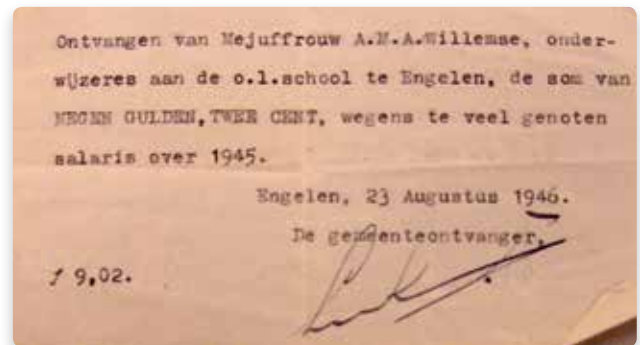 Ontvangen van Mejuffrouw A.M.A.Willemse, onder-
wijzeres aan de o.l.school te Engelen, de som van
NEGEN GULDEN,TWEE CENT, wegens te veel genoten
salaris over 1945.
Engelen, 23 Augustus 1946.
De gemeenteontvanger,
ƒ 9,02.